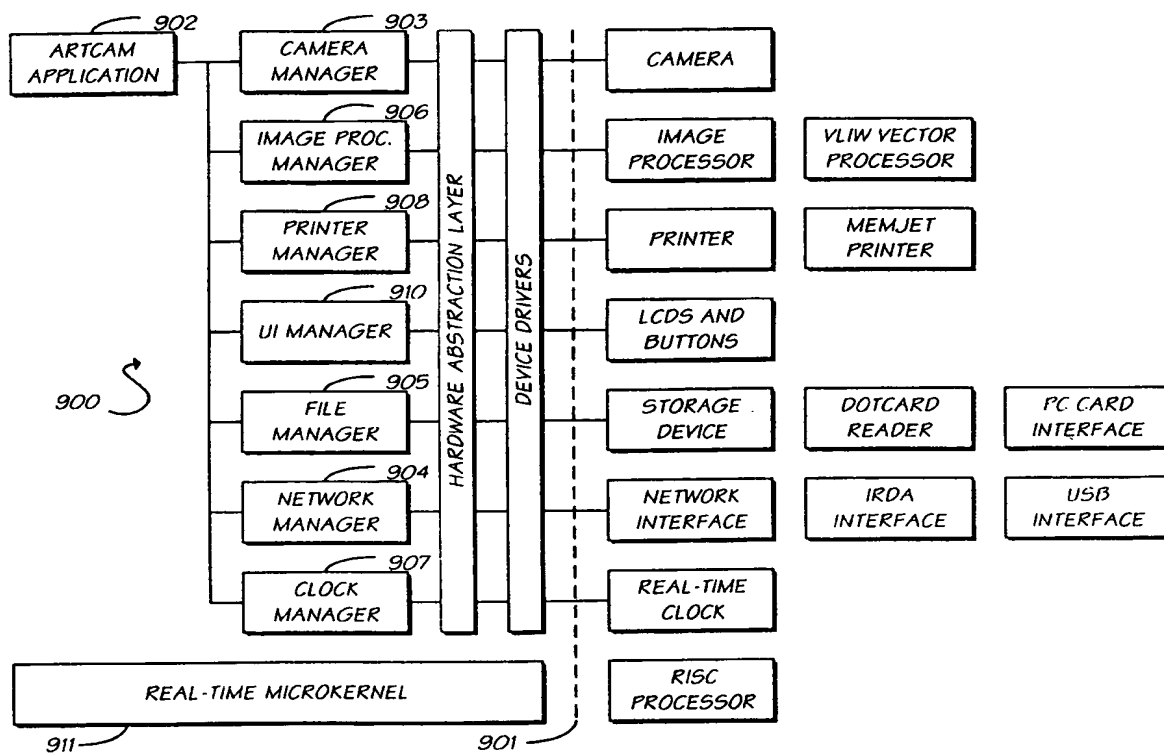 902
ARTCAM
APPLICATION
903
CAMERA
MANAGER
CAMERA
906
IMAGE PROC.
MANAGER
IMAGE
PROCESSOR
VLIW VECTOR
PROCESSOR
908
PRINTER
MANAGER
PRINTER
MEMJET
PRINTER
910
UI MANAGER
LCDS AND
BUTTONS
900
905
FILE
MANAGER
STORAGE
DEVICE
DOTCARD
READER
PC CARD
INTERFACE
904
NETWORK
MANAGER
NETWORK
INTERFACE
IRDA
INTERFACE
USB
INTERFACE
907
CLOCK
MANAGER
REAL-TIME
CLOCK
HARDWARE ABSTRACTION LAYER
DEVICE DRIVERS
REAL-TIME MICROKERNEL
RISC
PROCESSOR
911
901